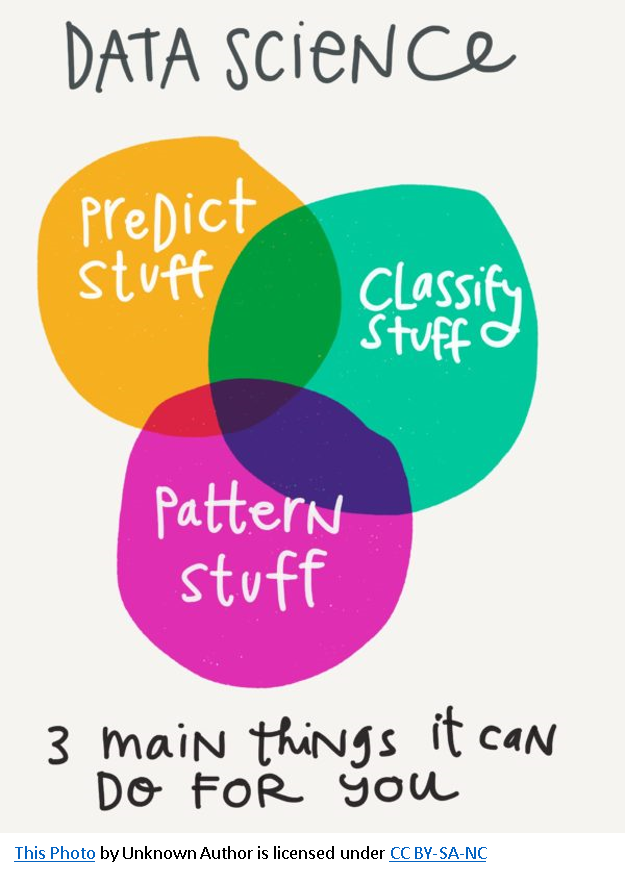 DATA SCIENCE
PREDICT
STUFF
CLASSIFY
STUFF
PATTERN
STUFF
3 MAIN THINGS IT CAN
DO FOR YOU
This Photo by Unknown Author is licensed under CC BY-SA-NC